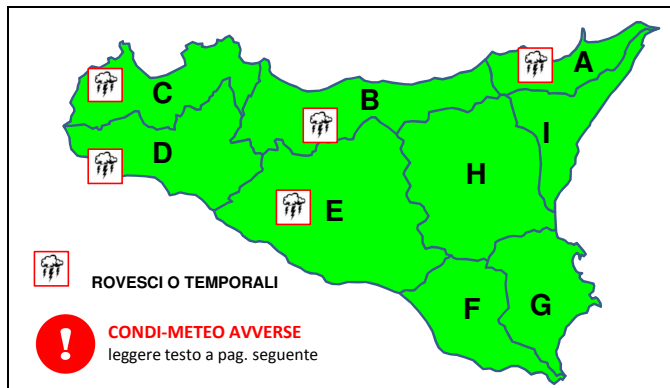 A
B
C
I
D
H
E
ROVESCI O TEMPORALI
F
G
CONDI-METEO AVVERSE
leggere testo a pag. seguente